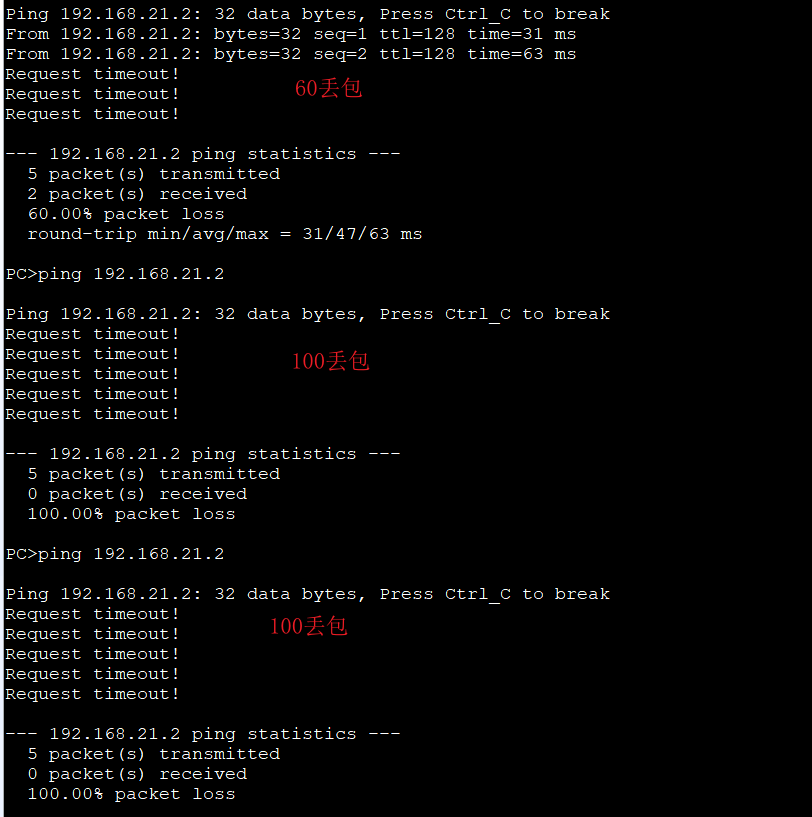 Ping 192.168.21.2: 32 data bytes, Press Ctrl_C to break
From 192.168.21.2: bytes=32 seq=1 ttl=128 time=31 ms
From 192.168.21.2: bytes=32 seq=2 ttl=128 time=63 ms
Request timeout!
Request timeout!
60丢包
Request timeout!
--- 192.168.21.2 ping statistics ---
5 packet(s) transmitted
2 packet(s) received
60.00% packet loss
round-trip min/avg/max = 31/47/63 ms
PC>ping 192.168.21.2
Ping 192.168.21.2: 32 data bytes, Press Ctrl_C to break
Request timeout!
Request timeout!
100丢包
Request timeout!
Request timeout!
Request timeout!
--- 192.168.21.2 ping statistics ---
5 packet(s) transmitted
0 packet(s) received
100.00% packet loss
PC>ping 192.168.21.2
Ping 192.168.21.2: 32 data bytes, Press Ctrl_C to break
Request timeout!
100丢包
Request timeout!
Request timeout!
Request timeout!
Request timeout!
--- 192.168.21.2 ping statistics ---
5 packet(s) transmitted
0 packet(s) received
100.00% packet loss